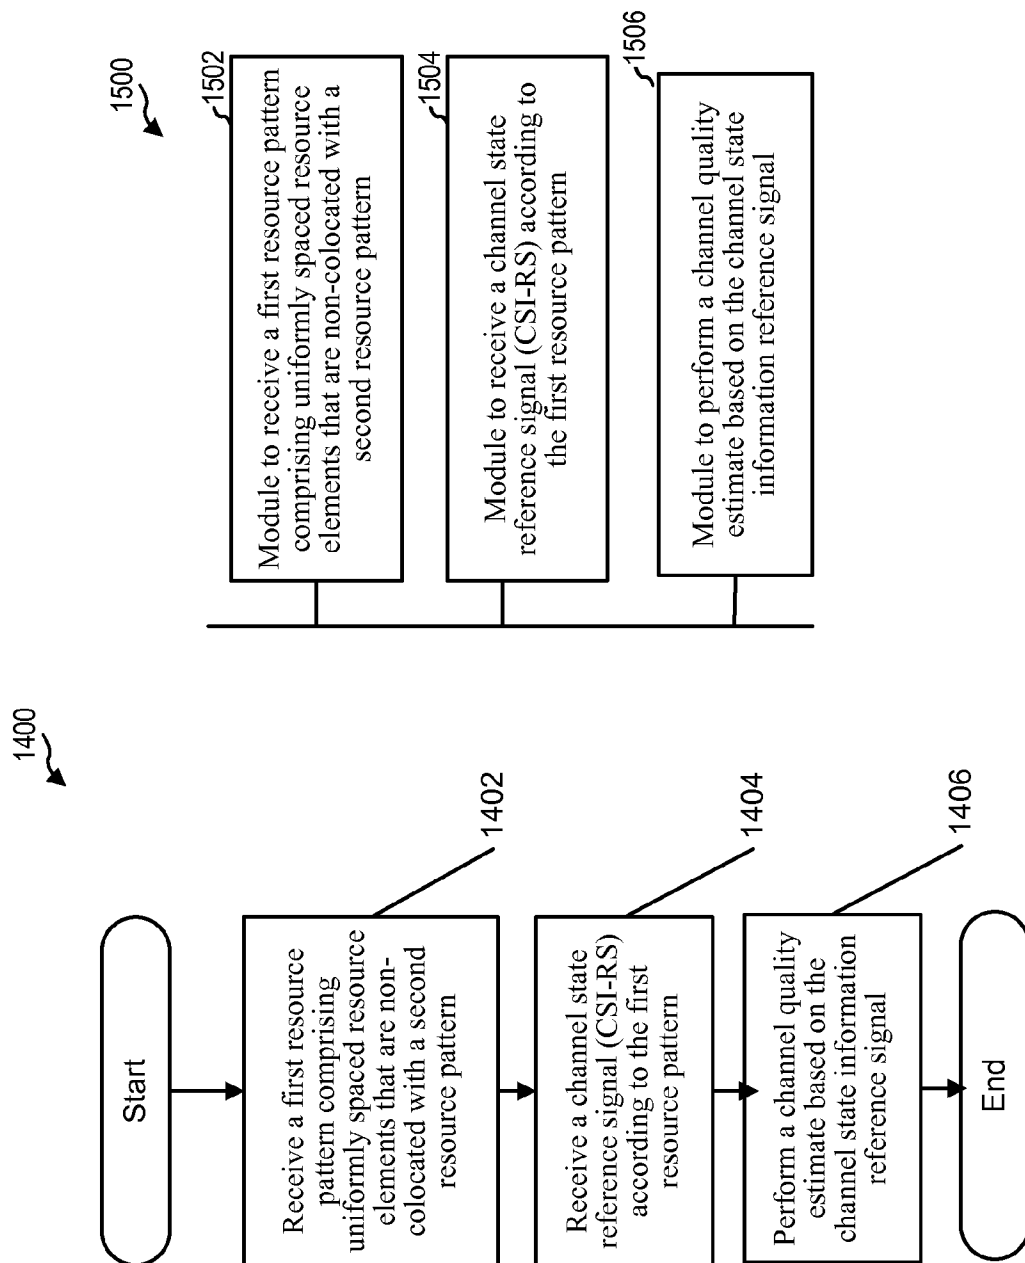 1400
Start
Receive a first resource
pattern comprising
uniformly spaced resource
elements that are non-
colocated with a second
resource pattern
1402
Receive a channel state
reference signal (CSI-RS)
according to the first
resource pattern
1404
Perform a channel quality
estimate based on the
channel state information
reference signal
1406
End
1500
1502
Module to receive a first resource pattern
comprising uniformly spaced resource
elements that are non-colocated with a
second resource pattern
1504
Module to receive a channel state
reference signal (CSI-RS) according to
the first resource pattern
1506
Module to perform a channel quality
estimate based on the channel state
information reference signal